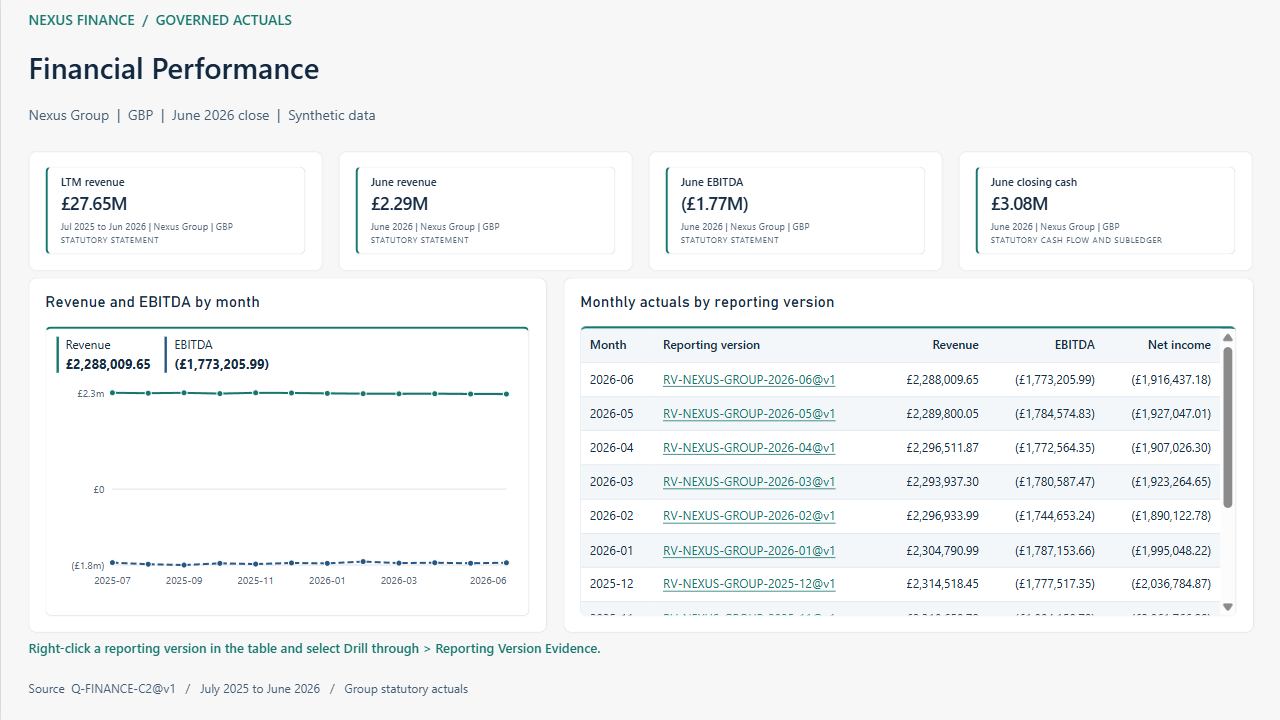 NEXUS FINANCE / GOVERNED ACTUALS
Financial Performance
Nexus Group | GBP | June 2026 close | Synthetic data
LTM revenue
£27.65M
Jul 2025 to Jun 2026 | Nexus Group | GBP
STATUTORY STATEMENT
June revenue
£2.29M
June 2026 | Nexus Group | GBP
STATUTORY STATEMENT
June EBITDA
(£1.77M)
June 2026 | Nexus Group | GBP
STATUTORY STATEMENT
June closing cash
£3.08M
June 2026 | Nexus Group | GBP
STATUTORY CASH FLOW AND SUBLEDGER
Revenue and EBITDA by month
Revenue EBITDA
£2,288,009.65 (£1,773,205.99)
£2.3m
£0
(£1.8m)
2025-07 2025-09 2025-11 2026-01 2026-03 2026-06
Monthly actuals by reporting version
Month Reporting version Revenue EBITDA Net income
2026-06 RV-NEXUS-GROUP-2026-06@v1 £2,288,009.65 (£1,773,205.99) (£1,916,437.18)
2026-05 RV-NEXUS-GROUP-2026-05@v1 £2,289,800.05 (£1,784,574.83) (£1,927,047.01)
2026-04 RV-NEXUS-GROUP-2026-04@v1 £2,296,511.87 (£1,772,564.35) (£1,907,026.30)
2026-03 RV-NEXUS-GROUP-2026-03@v1 £2,293,937.30 (£1,780,587.47) (£1,923,264.65)
2026-02 RV-NEXUS-GROUP-2026-02@v1 £2,296,933.99 (£1,744,653.24) (£1,890,122.78)
2026-01 RV-NEXUS-GROUP-2026-01@v1 £2,304,790.99 (£1,787,153.66) (£1,995,048.22)
2025-12 RV-NEXUS-GROUP-2025-12@v1 £2,314,518.45 (£1,777,517.35) (£2,036,784.87)
Right-click a reporting version in the table and select Drill through > Reporting Version Evidence.
Source Q-FINANCE-C2@v1 / July 2025 to June 2026 / Group statutory actuals